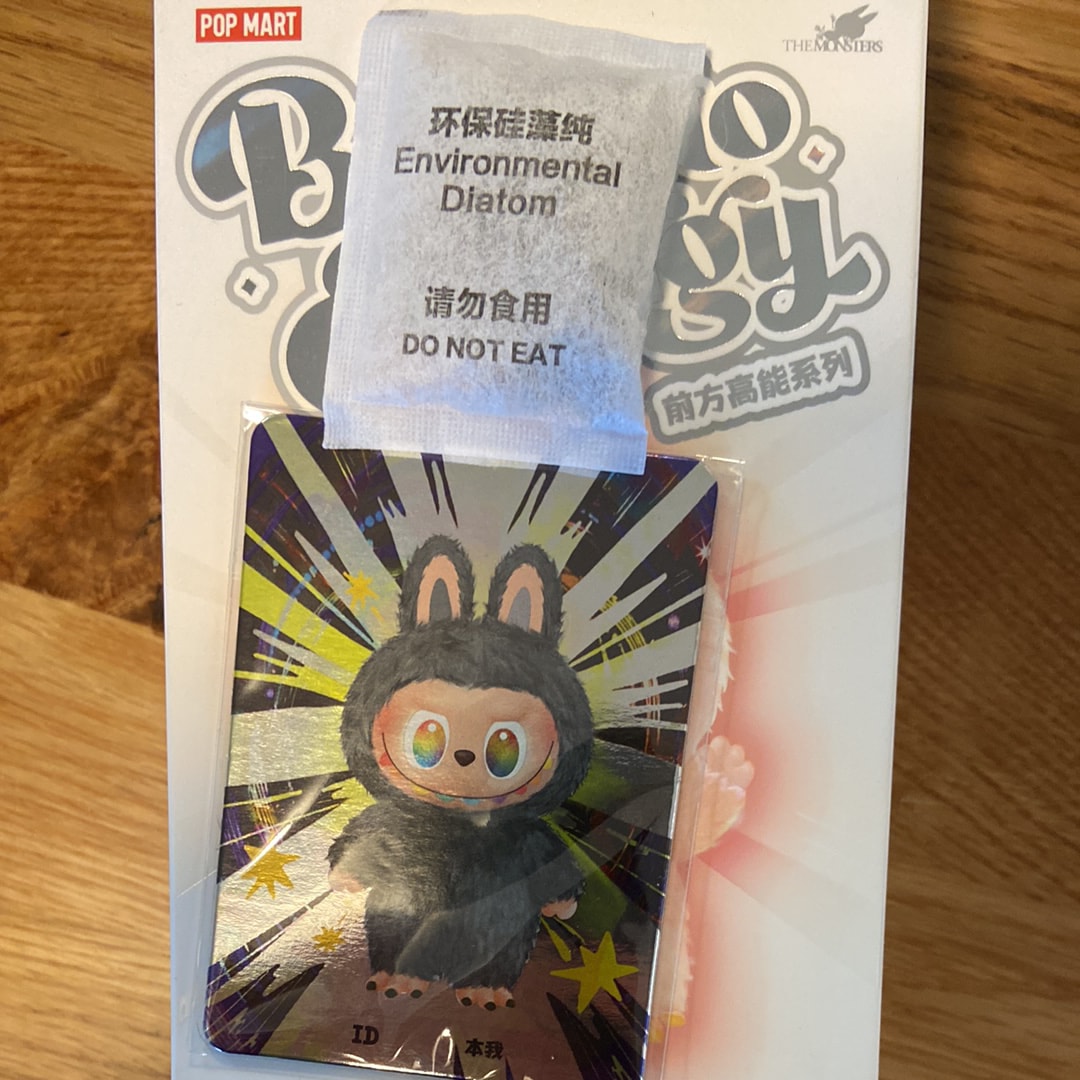 POP MART
THE MONSTERS
环保硅藻纯
Environmental
Diatom
请勿食用
DO NOT EAT
前方高能系列
ID 本我